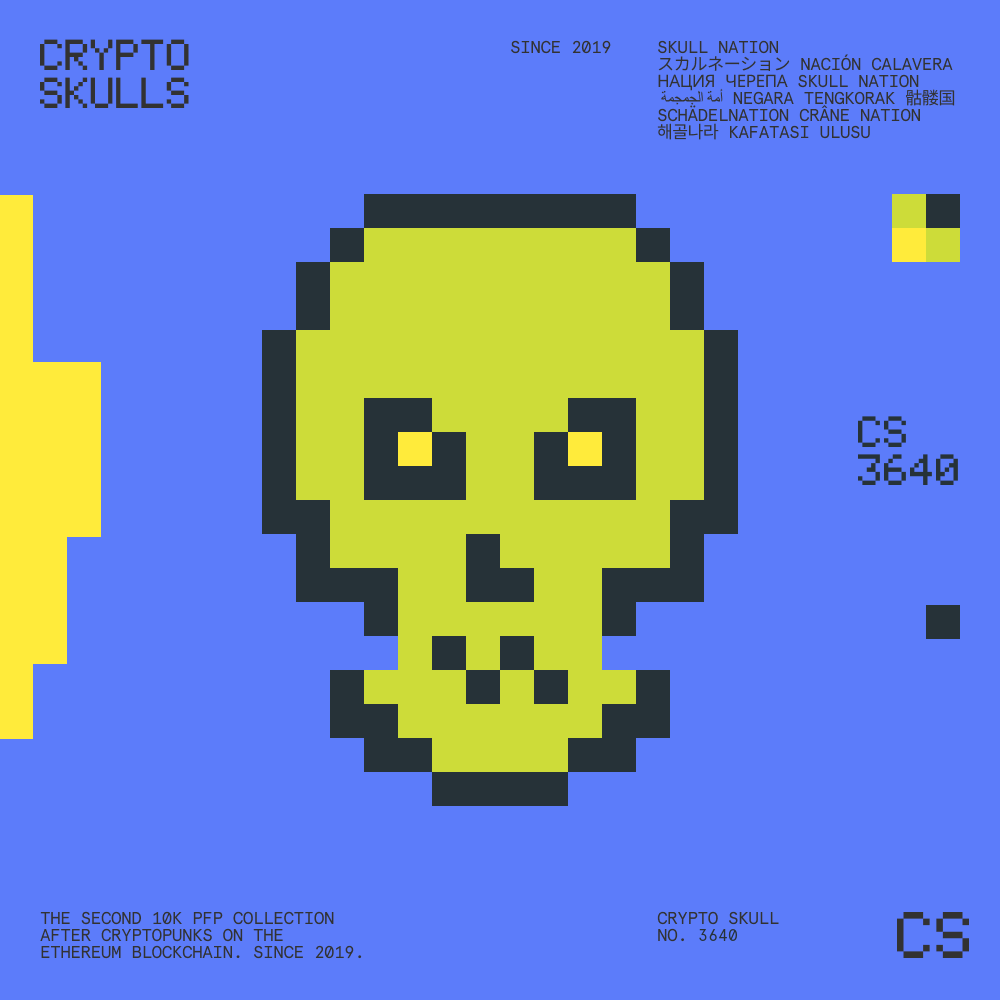 CRYPTO
SKULLS
SINCE 2019
SKULL NATION
スカルネーション NACIÓN CALAVERA
НАЦИЯ ЧЕРЕПА SKULL NATION
أمة الجمجمة NEGARA TENGKORAK 骷髅国
SCHÄDELNATION CRÂNE NATION
해골나라 KAFATASI ULUSU
CS
3640
THE SECOND 10K PFP COLLECTION
AFTER CRYPTOPUNKS ON THE
ETHEREUM BLOCKCHAIN. SINCE 2019.
CRYPTO SKULL
NO. 3640
CS